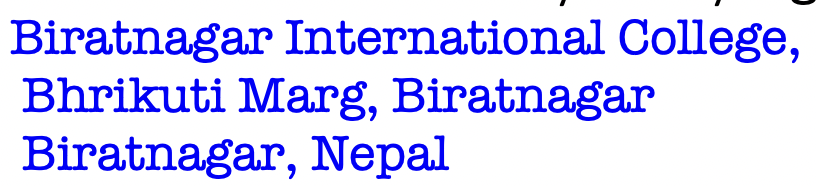 Biratnagar International College,
Bhrikuti Marg, Biratnagar
Biratnagar, Nepal